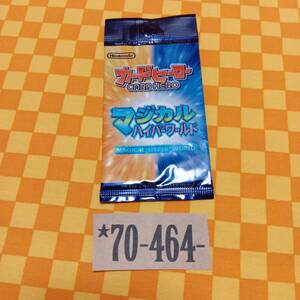 Nintendo
カードヒーロー
CARD HERO
マジカル
ハイパーワールド
MAGICAL HYPER WORLD
*70-464-